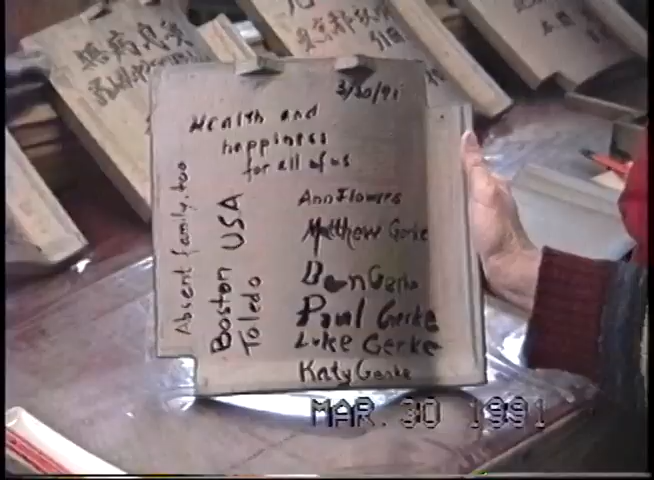 3/30/91
Health and
happiness
for all of us
Absent family, too
Boston USA
Toledo
Ann Flowers
Matthew Gerke
Ben Gerke
Paul Gerke
Luke Gerke
Katy Gerke
MAR. 30 1991